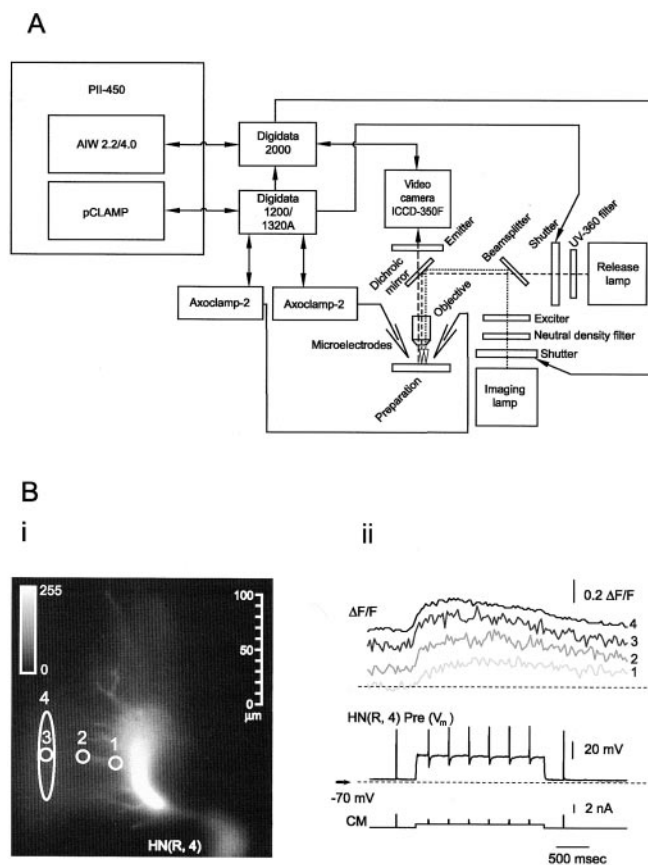 A
PII-450
AIW 2.2/4.0
pCLAMP
Digidata
2000
Digidata
1200/
1320A
Video
camera
ICCD-350F
Emitter
Dichroic
mirror
Beamsplitter
Shutter
UV-360 filter
Release
lamp
Axoclamp-2
Axoclamp-2
Objective
Microelectrodes
Preparation
Exciter
Neutral density filter
Shutter
Imaging
lamp
B
i
255
0
100
50
0
µm
4
3
2
1
HN(R, 4)
ii
0.2 ΔF/F
ΔF/F
4
3
2
1
HN(R, 4) Pre (Vm)
20 mV
-70 mV
2 nA
CM
500 msec